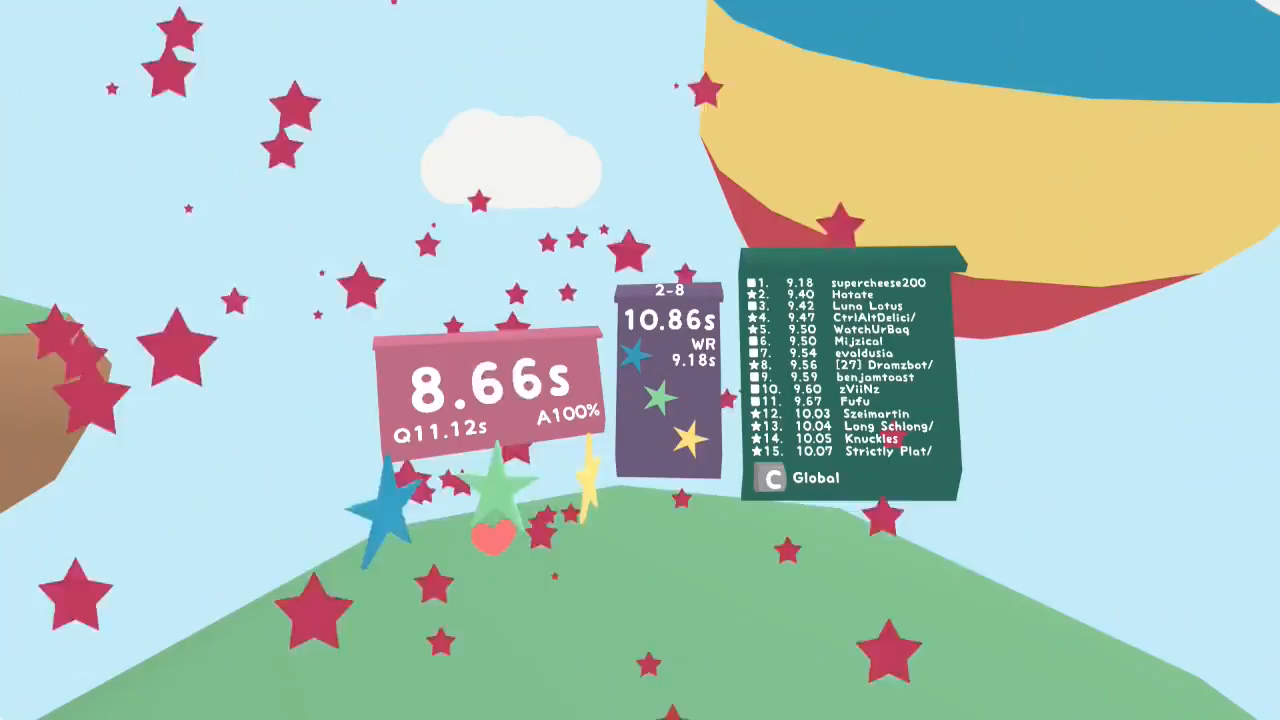 8.66s
Q11.12s
A100%
2-8
10.86s
WR
9.18s
1. 9.18 supercheese200
2. 9.40 Hotate
3. 9.42 Luna Lotus
4. 9.47 CtrlAltDelici/
5. 9.50 WatchUrBaq
6. 9.50 Mijzical
7. 9.54 evaldusia
8. 9.56 [27] Dramzbot/
9. 9.59 benjamtoast
10. 9.60 zViiNz
11. 9.67 Fufu
12. 10.03 Szeimartin
13. 10.04 Long Schlong/
14. 10.05 Knuckles
15. 10.07 Strictly Plat/
C Global